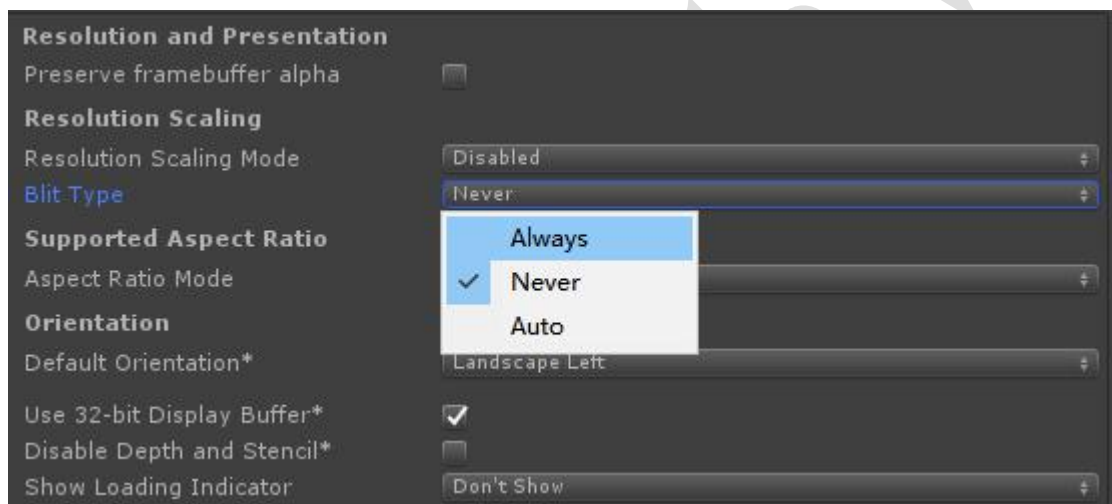 Resolution and Presentation
Preserve framebuffer alpha
Resolution Scaling
Resolution Scaling Mode Disabled
Blit Type Never
Always
Supported Aspect Ratio
Never
Aspect Ratio Mode
Auto
Orientation
Default Orientation* Landscape Left
Use 32-bit Display Buffer*
Disable Depth and Stencil*
Show Loading Indicator Don't Show